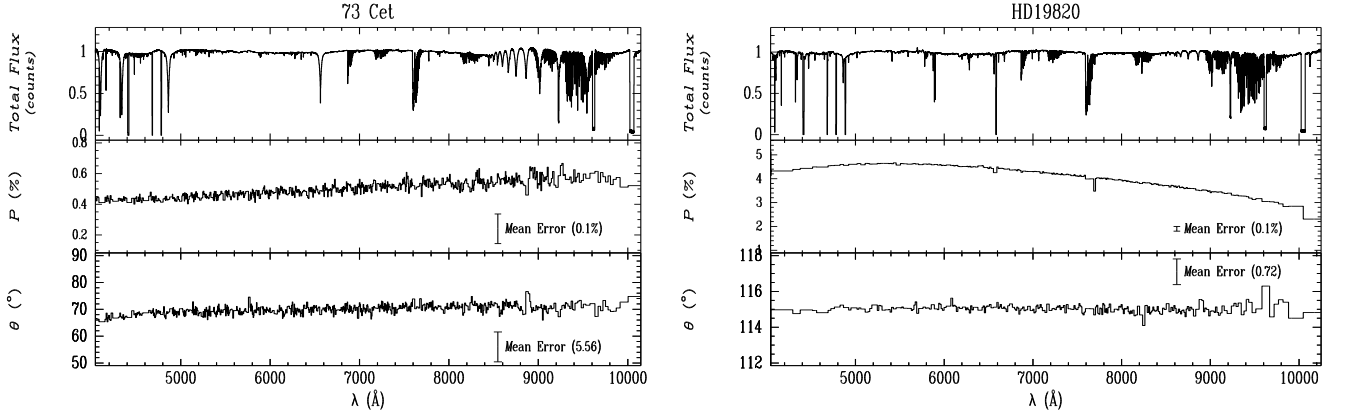 73 Cet
Total Flux
(counts)
1
0.5
0
P (%)
0.8
0.6
0.4
0.2
Mean Error (0.1%)
θ (°)
90
80
70
60
50
Mean Error (5.56)
5000 6000 7000 8000 9000 10000
λ (Å)
HD19820
Total Flux
(counts)
1
0.5
0
P (%)
5
4
3
2
1
Mean Error (0.1%)
θ (°)
118
116
114
112
Mean Error (0.72)
5000 6000 7000 8000 9000 10000
λ (Å)